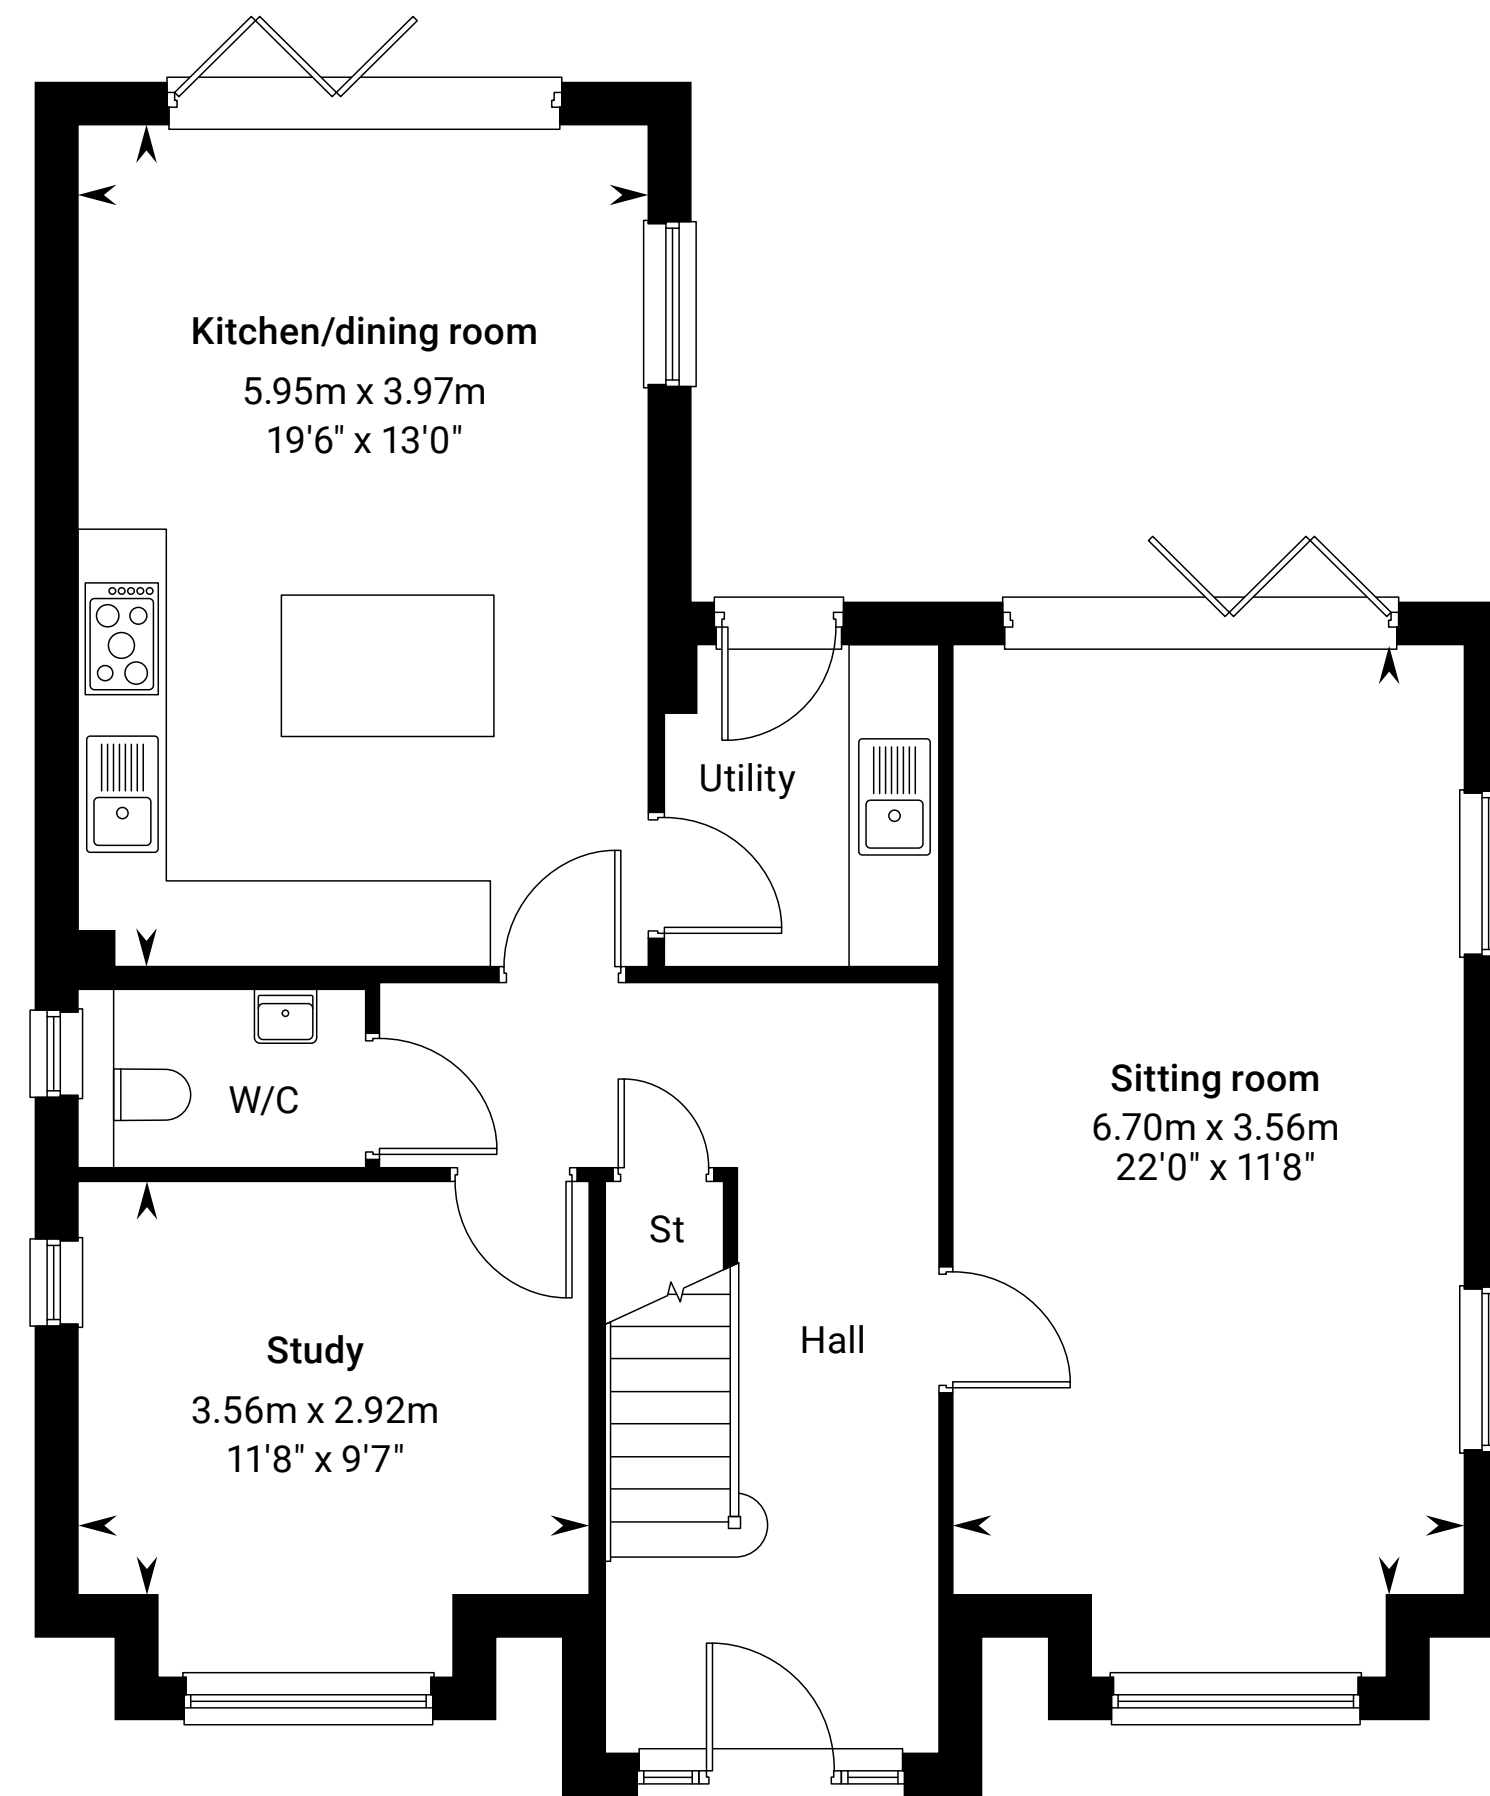 Kitchen/dining room
5.95m x 3.97m
19'6" x 13'0"
Utility
Sitting room
6.70m x 3.56m
22'0" x 11'8"
W/C
St
Hall
Study
3.56m x 2.92m
11'8" x 9'7"